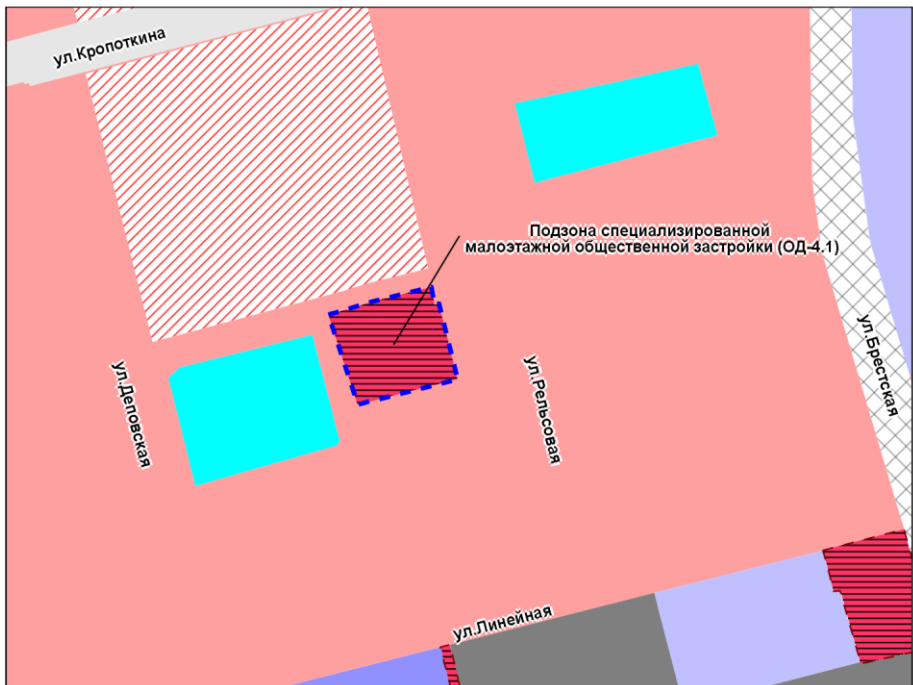 ул.Кропоткина
Подзона специализированной
малоэтажной общественной застройки (ОД-4.1)
ул.Деповская
ул.Рельсовая
ул.Брестская
ул.Линейная